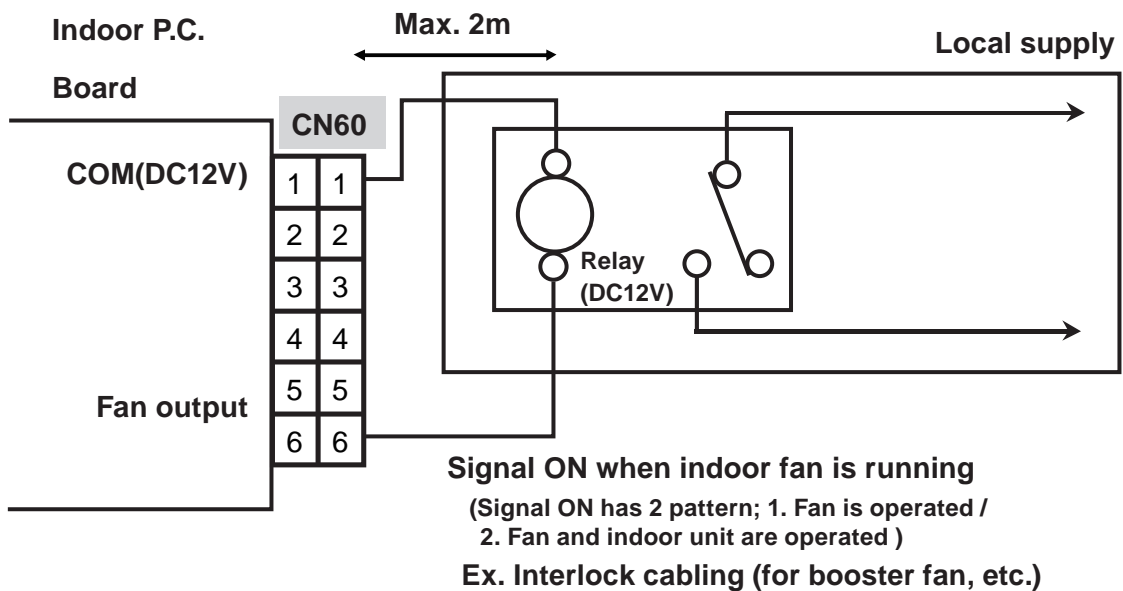 Indoor P.C.
Board
Max. 2m
Local supply
CN60
COM(DC12V)
1 1
2 2
3 3
4 4
5 5
6 6
Fan output
Relay
(DC12V)
Signal ON when indoor fan is running
(Signal ON has 2 pattern; 1. Fan is operated /
2. Fan and indoor unit are operated )
Ex. Interlock cabling (for booster fan, etc.)